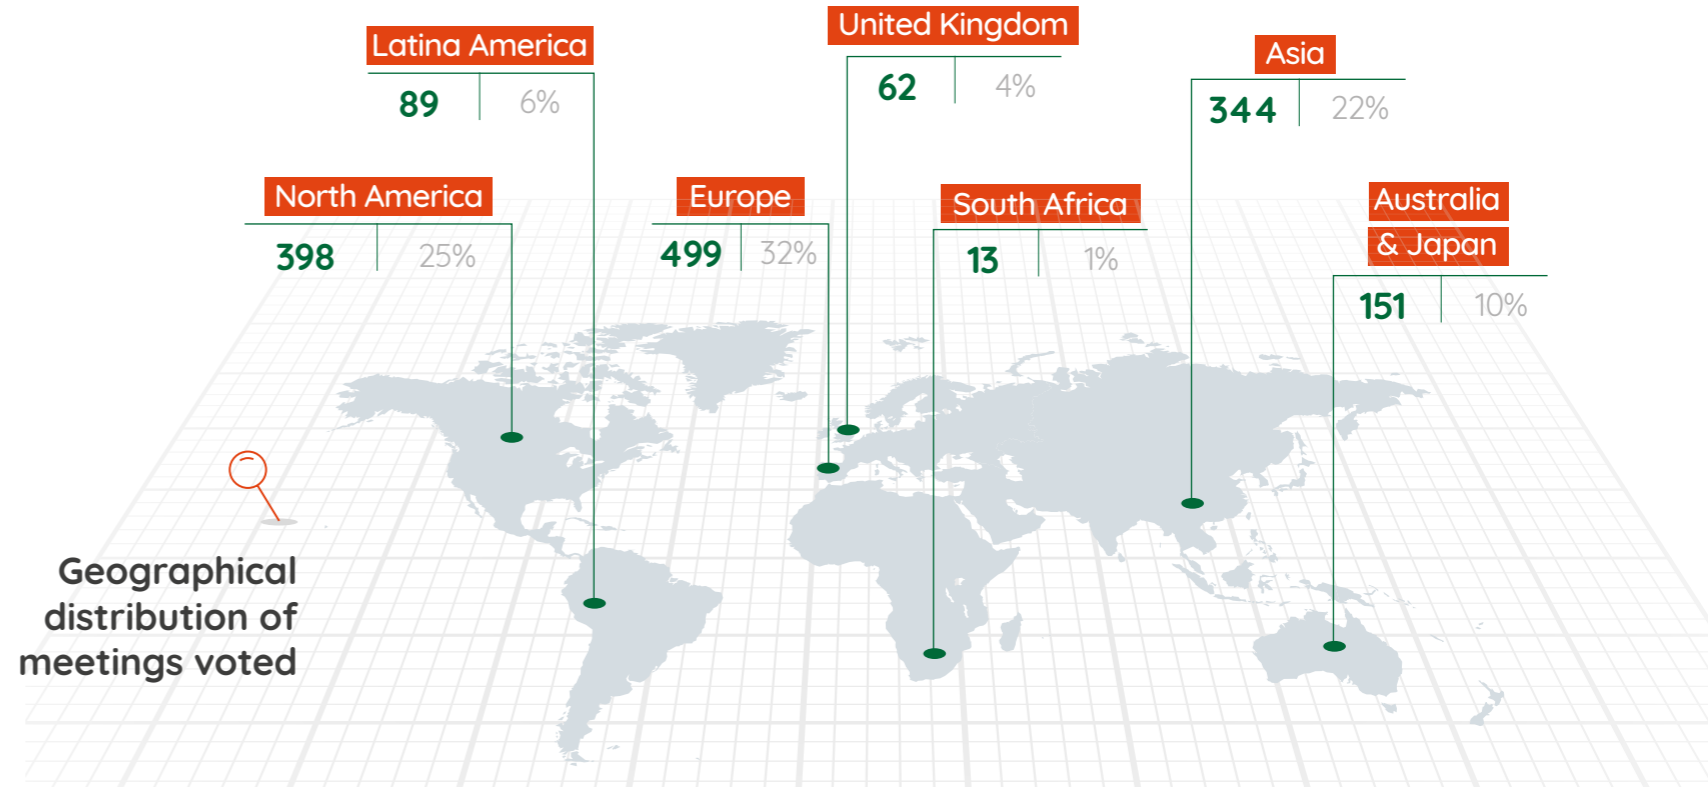 Latina America
89 6%
United Kingdom
62 4%
Asia
344 22%
North America
398 25%
Europe
499 32%
South Africa
13 1%
Australia
& Japan
151 10%
Geographical
distribution of
meetings voted